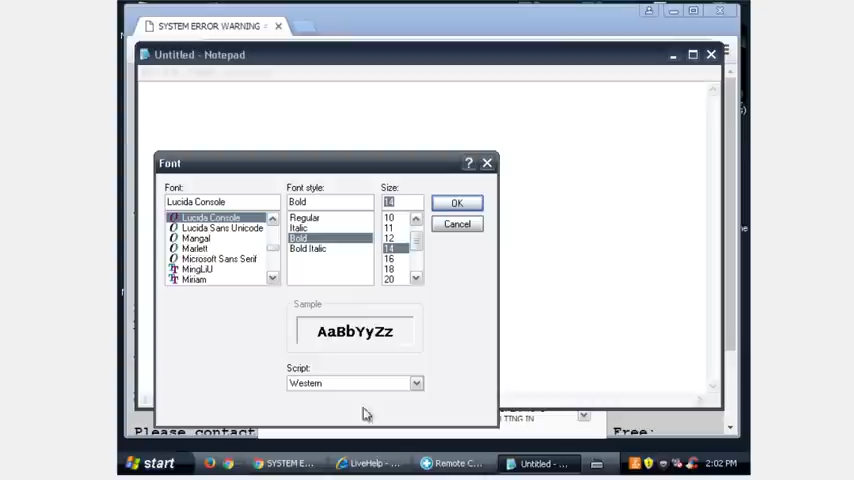 SYSTEM ERROR WARNING =
Untitled - Notepad
Font
Font:
Font style:
Size:
Lucida Console
Bold
14
OK
Lucida Console
Lucida Sans Unicode
Mangal
Marlett
Microsoft Sans Serif
MingLiU
Miriam
Regular
Italic
Bold
Bold Italic
10
11
12
14
16
18
20
Cancel
Sample
AaBbYyZz
Script:
Western
TING IN
Please contact
Free:
start
SYSTEM E...
LiveHelp - ...
Remote C...
Untitled - ...
2:02 PM